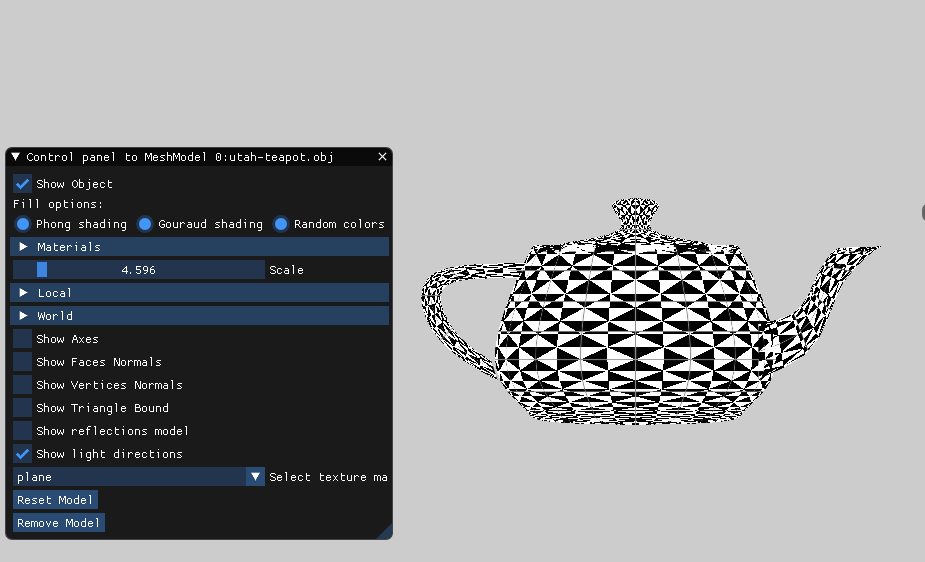 Control panel to MeshModel 0:utah-teapot.obj
Show Object
Fill options:
Phong shading Gouraud shading Random colors
Materials
4.596 Scale
Local
World
Show Axes
Show Faces Normals
Show Vertices Normals
Show Triangle Bound
Show reflections model
Show light directions
plane Select texture ma
Reset Model
Remove Model